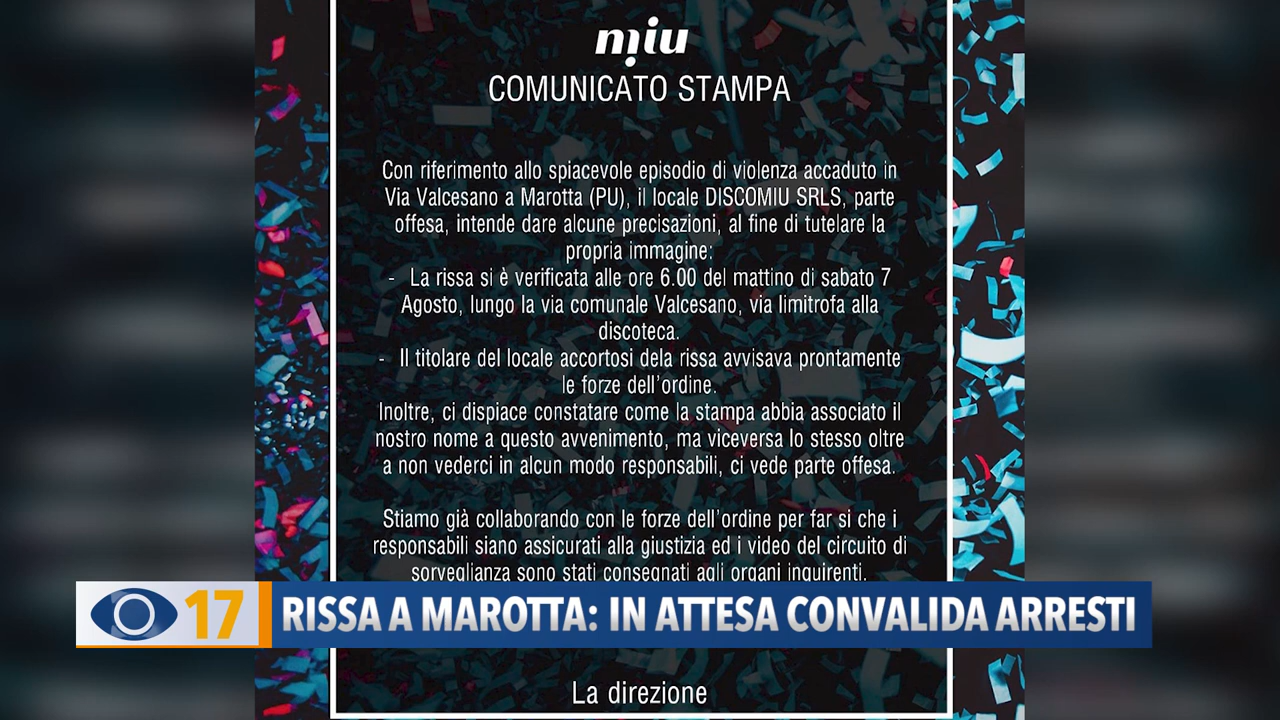 miu
COMUNICATO STAMPA
Con riferimento allo spiacevole episodio di violenza accaduto in
Via Valcesano a Marotta (PU), il locale DISCOMIU SRLS, parte
offesa, intende dare alcune precisazioni, al fine di tutelare la
propria immagine:
- La rissa si è verificata alle ore 6.00 del mattino di sabato 7
Agosto, lungo la via comunale Valcesano, via limitrofa alla
discoteca.
- Il titolare del locale accortosi dela rissa avvisava prontamente
le forze dell'ordine.
Inoltre, ci dispiace constatare come la stampa abbia associato il
nostro nome a questo avvenimento, ma viceversa lo stesso oltre
a non vederci in alcun modo responsabili, ci vede parte offesa.
Stiamo già collaborando con le forze dell'ordine per far si che i
responsabili siano assicurati alla giustizia ed i video del circuito di
sorveglianza sono stati consegnati agli organi inquirenti.
17 RISSA A MAROTTA: IN ATTESA CONVALIDA ARRESTI
La direzione